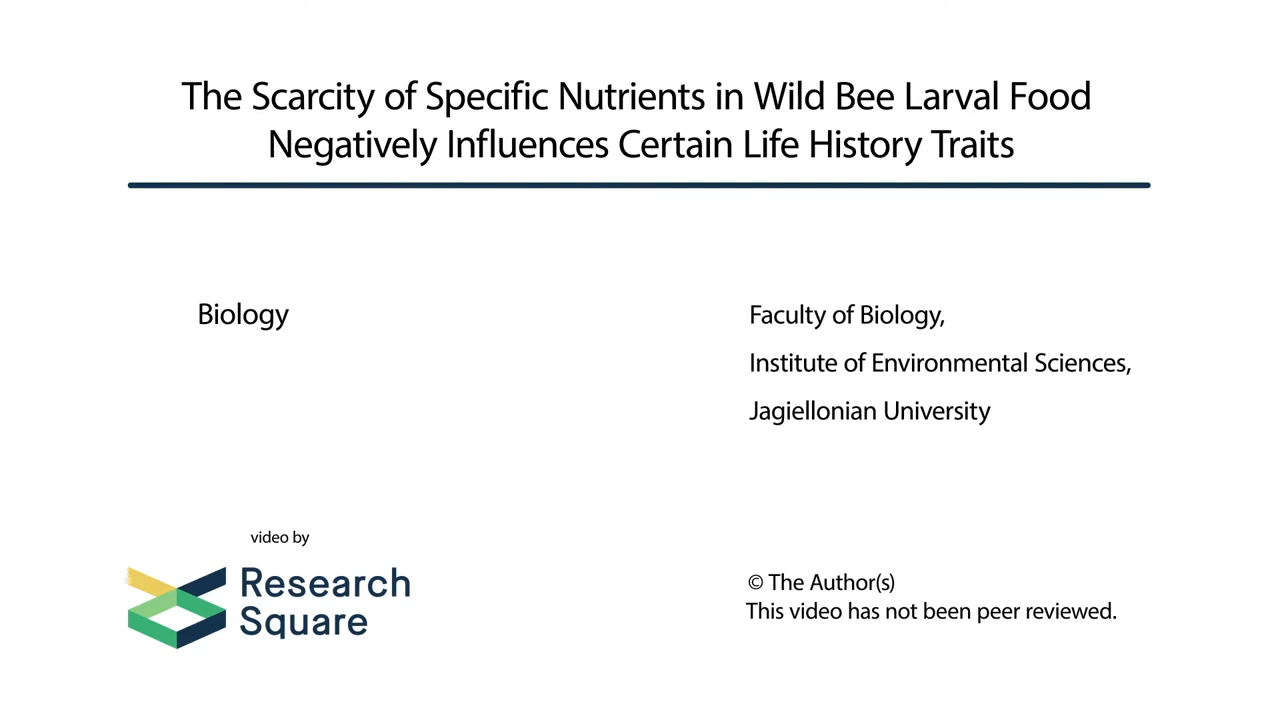 The Scarcity of Specific Nutrients in Wild Bee Larval Food
Negatively Influences Certain Life History Traits
Biology
Faculty of Biology,
Institute of Environmental Sciences,
Jagiellonian University
video by
Research
Square
© The Author(s)
This video has not been peer reviewed.